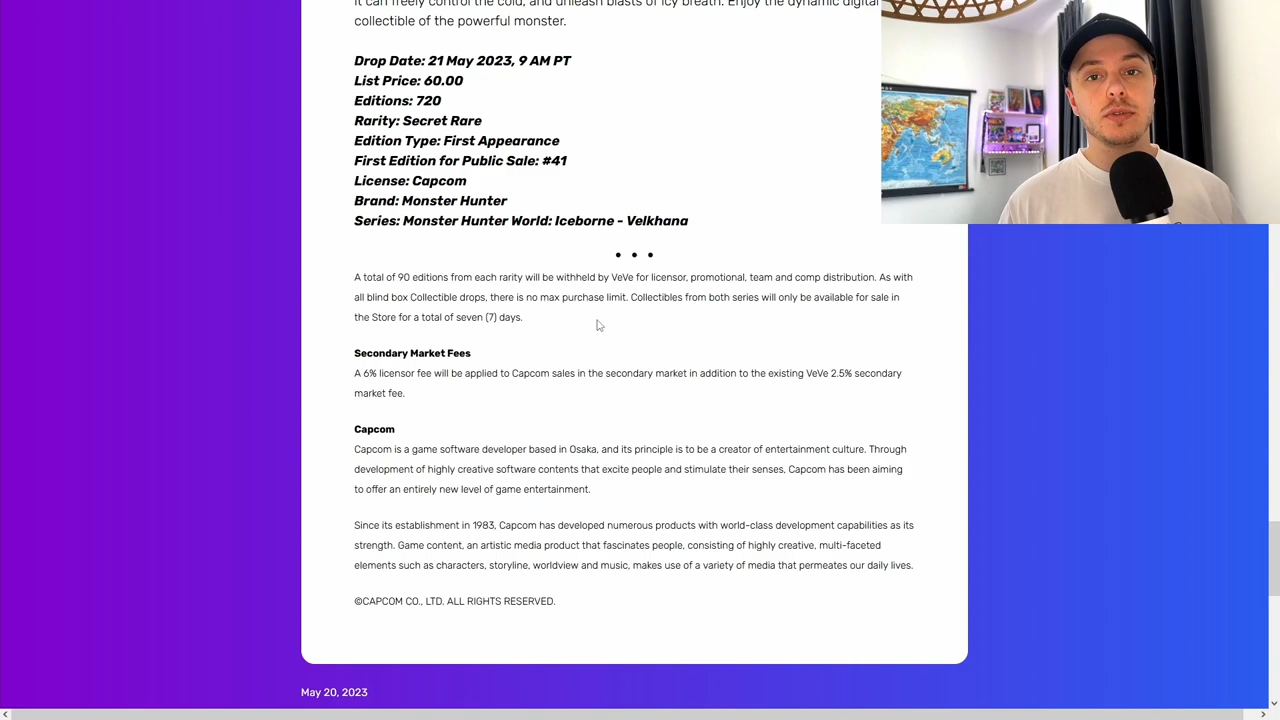 it can freely control the cold, and unleash blasts of icy breath. Enjoy the dynamic digital
collectible of the powerful monster.
Drop Date: 21 May 2023, 9 AM PT
List Price: 60.00
Editions: 720
Rarity: Secret Rare
Edition Type: First Appearance
First Edition for Public Sale: #41
License: Capcom
Brand: Monster Hunter
Series: Monster Hunter World: Iceborne - Velkhana
• • •
A total of 90 editions from each rarity will be withheld by VeVe for licensor, promotional, team and comp distribution. As with
all blind box Collectible drops, there is no max purchase limit. Collectibles from both series will only be available for sale in
the Store for a total of seven (7) days.
Secondary Market Fees
A 6% licensor fee will be applied to Capcom sales in the secondary market in addition to the existing VeVe 2.5% secondary
market fee.
Capcom
Capcom is a game software developer based in Osaka, and its principle is to be a creator of entertainment culture. Through
development of highly creative software contents that excite people and stimulate their senses, Capcom has been aiming
to offer an entirely new level of game entertainment.
Since its establishment in 1983, Capcom has developed numerous products with world-class development capabilities as its
strength. Game content, an artistic media product that fascinates people, consisting of highly creative, multi-faceted
elements such as characters, storyline, worldview and music, makes use of a variety of media that permeates our daily lives.
©CAPCOM CO., LTD. ALL RIGHTS RESERVED.
May 20, 2023